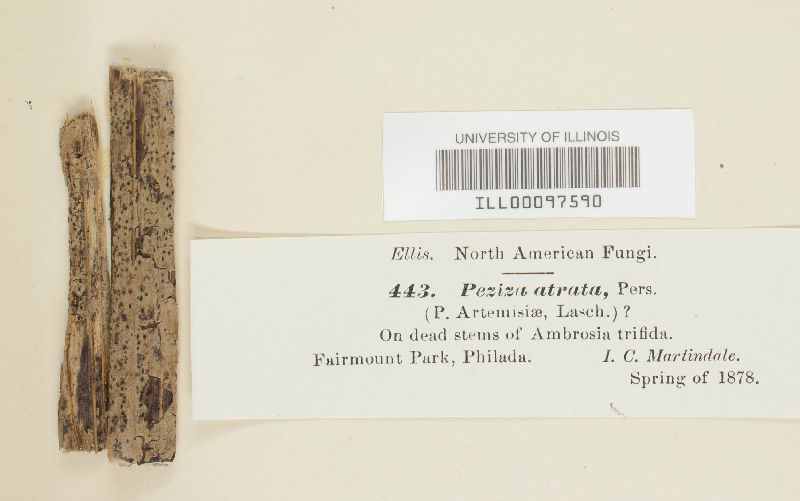 UNIVERSITY OF ILLINOIS
ILL00097590
Ellis. North American Fungi.
443. Peziza atrata, Pers.
(P. Artemisiæ, Lasch.) ?
On dead stems of Ambrosia trifida.
Fairmount Park, Philada. I. C. Martindale.
Spring of 1878.